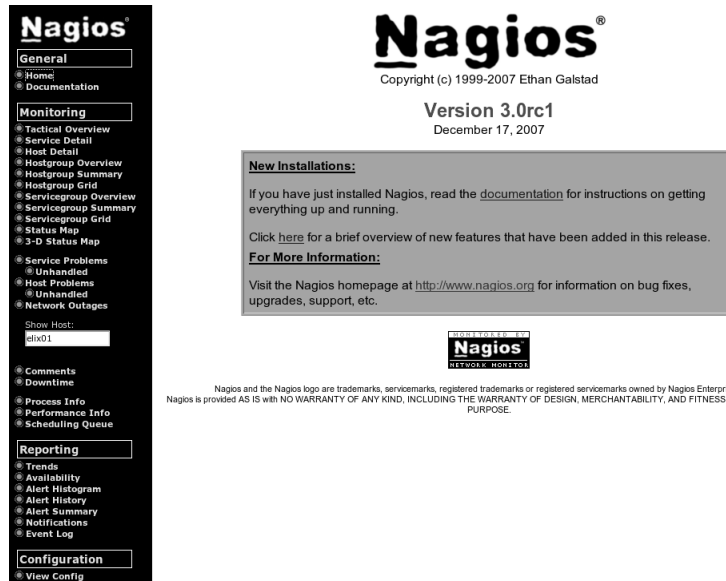 Nagios®
General
Home
Documentation
Monitoring
Tactical Overview
Service Detail
Host Detail
Hostgroup Overview
Hostgroup Summary
Hostgroup Grid
Servicegroup Overview
Servicegroup Summary
Servicegroup Grid
Status Map
3-D Status Map
Service Problems
Unhandled
Host Problems
Unhandled
Network Outages
Show Host:
elix01
Comments
Downtime
Process Info
Performance Info
Scheduling Queue
Reporting
Trends
Availability
Alert Histogram
Alert History
Alert Summary
Notifications
Event Log
Configuration
View Config
Nagios®
Copyright (c) 1999-2007 Ethan Galstad
Version 3.0rc1
December 17, 2007
New Installations:
If you have just installed Nagios, read the documentation for instructions on getting
everything up and running.
Click here for a brief overview of new features that have been added in this release.
For More Information:
Visit the Nagios homepage at http://www.nagios.org for information on bug fixes,
upgrades, support, etc.
MONITORED BY
Nagios
NETWORK MONITOR
Nagios and the Nagios logo are trademarks, servicemarks, registered trademarks or registered servicemarks owned by Nagios Enterpr
Nagios is provided AS IS with NO WARRANTY OF ANY KIND, INCLUDING THE WARRANTY OF DESIGN, MERCHANTABILITY, AND FITNESS
PURPOSE.